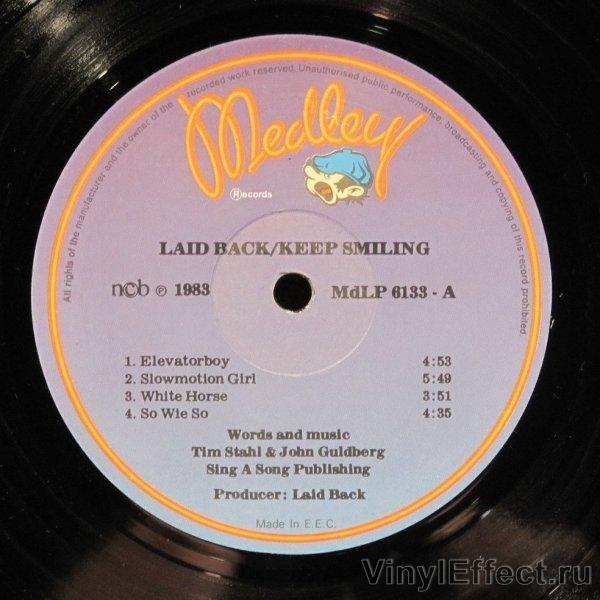 All rights of the manufacturer and the owner of the recorded work reserved. Unauthorised public performance, broadcasting and copying of this record prohibited.
Medley
®ecords
LAID BACK/KEEP SMILING
ncb ℗ 1983
MdLP 6133 - A
1. Elevatorboy 4:53
2. Slowmotion Girl 5:49
3. White Horse 3:51
4. So Wie So 4:35
Words and music
Tim Stahl & John Guldberg
Sing A Song Publishing
Producer: Laid Back
Made In E.E.C.
VinylEffect.ru